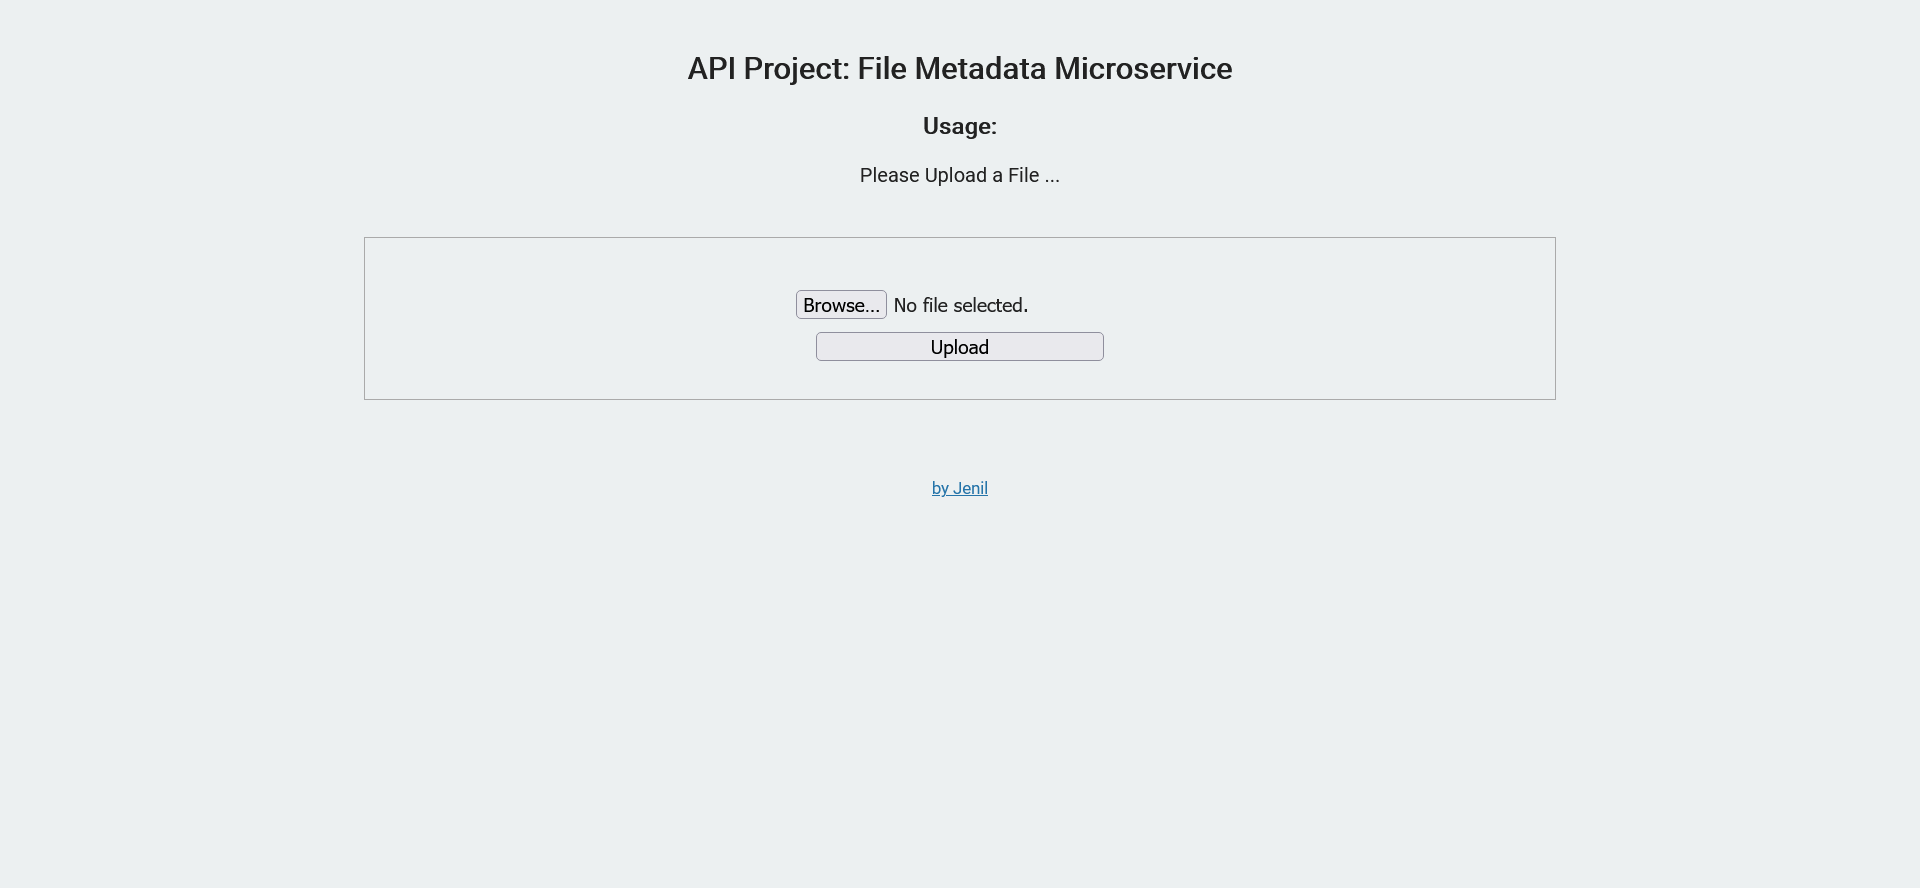 API Project: File Metadata Microservice
Usage:
Please Upload a File ...
Browse... No file selected.
Upload
by Jenil